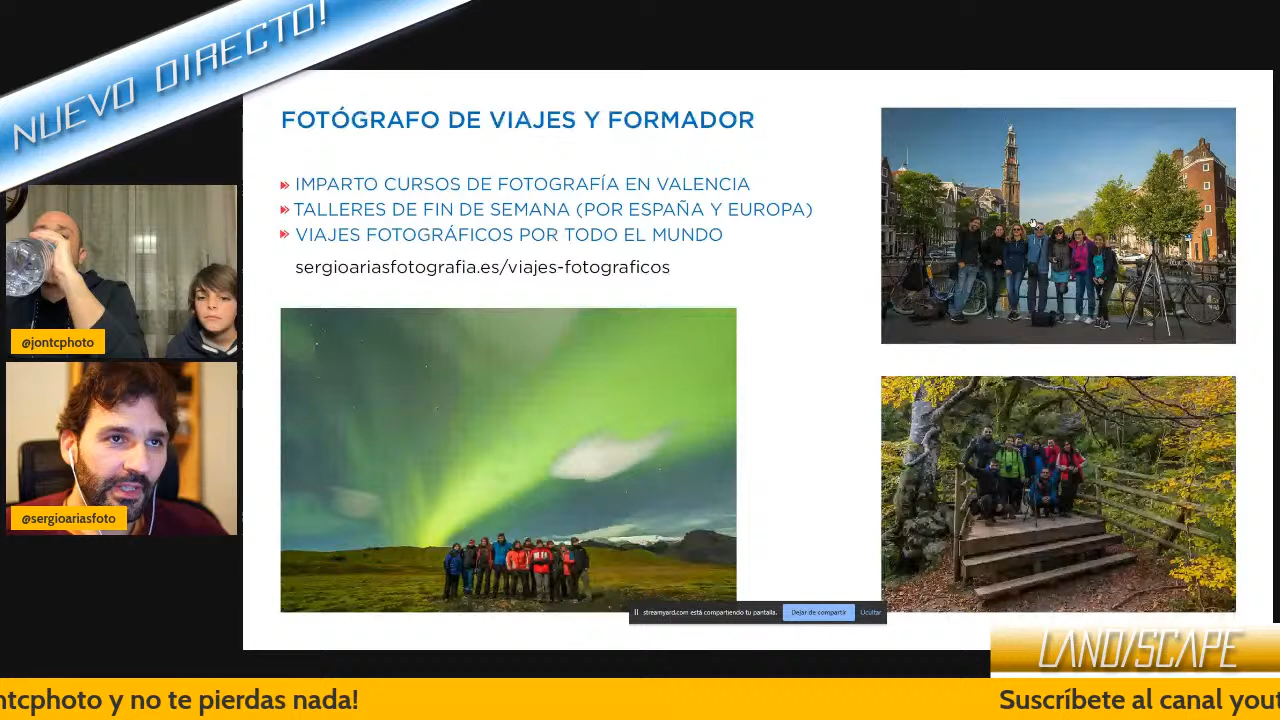 NUEVO DIRECTO!
FOTÓGRAFO DE VIAJES Y FORMADOR
IMPARTO CURSOS DE FOTOGRAFÍA EN VALENCIA
TALLERES DE FIN DE SEMANA (POR ESPAÑA Y EUROPA)
VIAJES FOTOGRÁFICOS POR TODO EL MUNDO
sergioariasfotografia.es/viajes-fotograficos
@jontcphoto
@sergioariasfoto
streamyard.com está compartiendo tu pantalla.
Dejar de compartir
Ocultar
LAND/SCAPE
ntcphoto y no te pierdas nada!
Suscríbete al canal yout